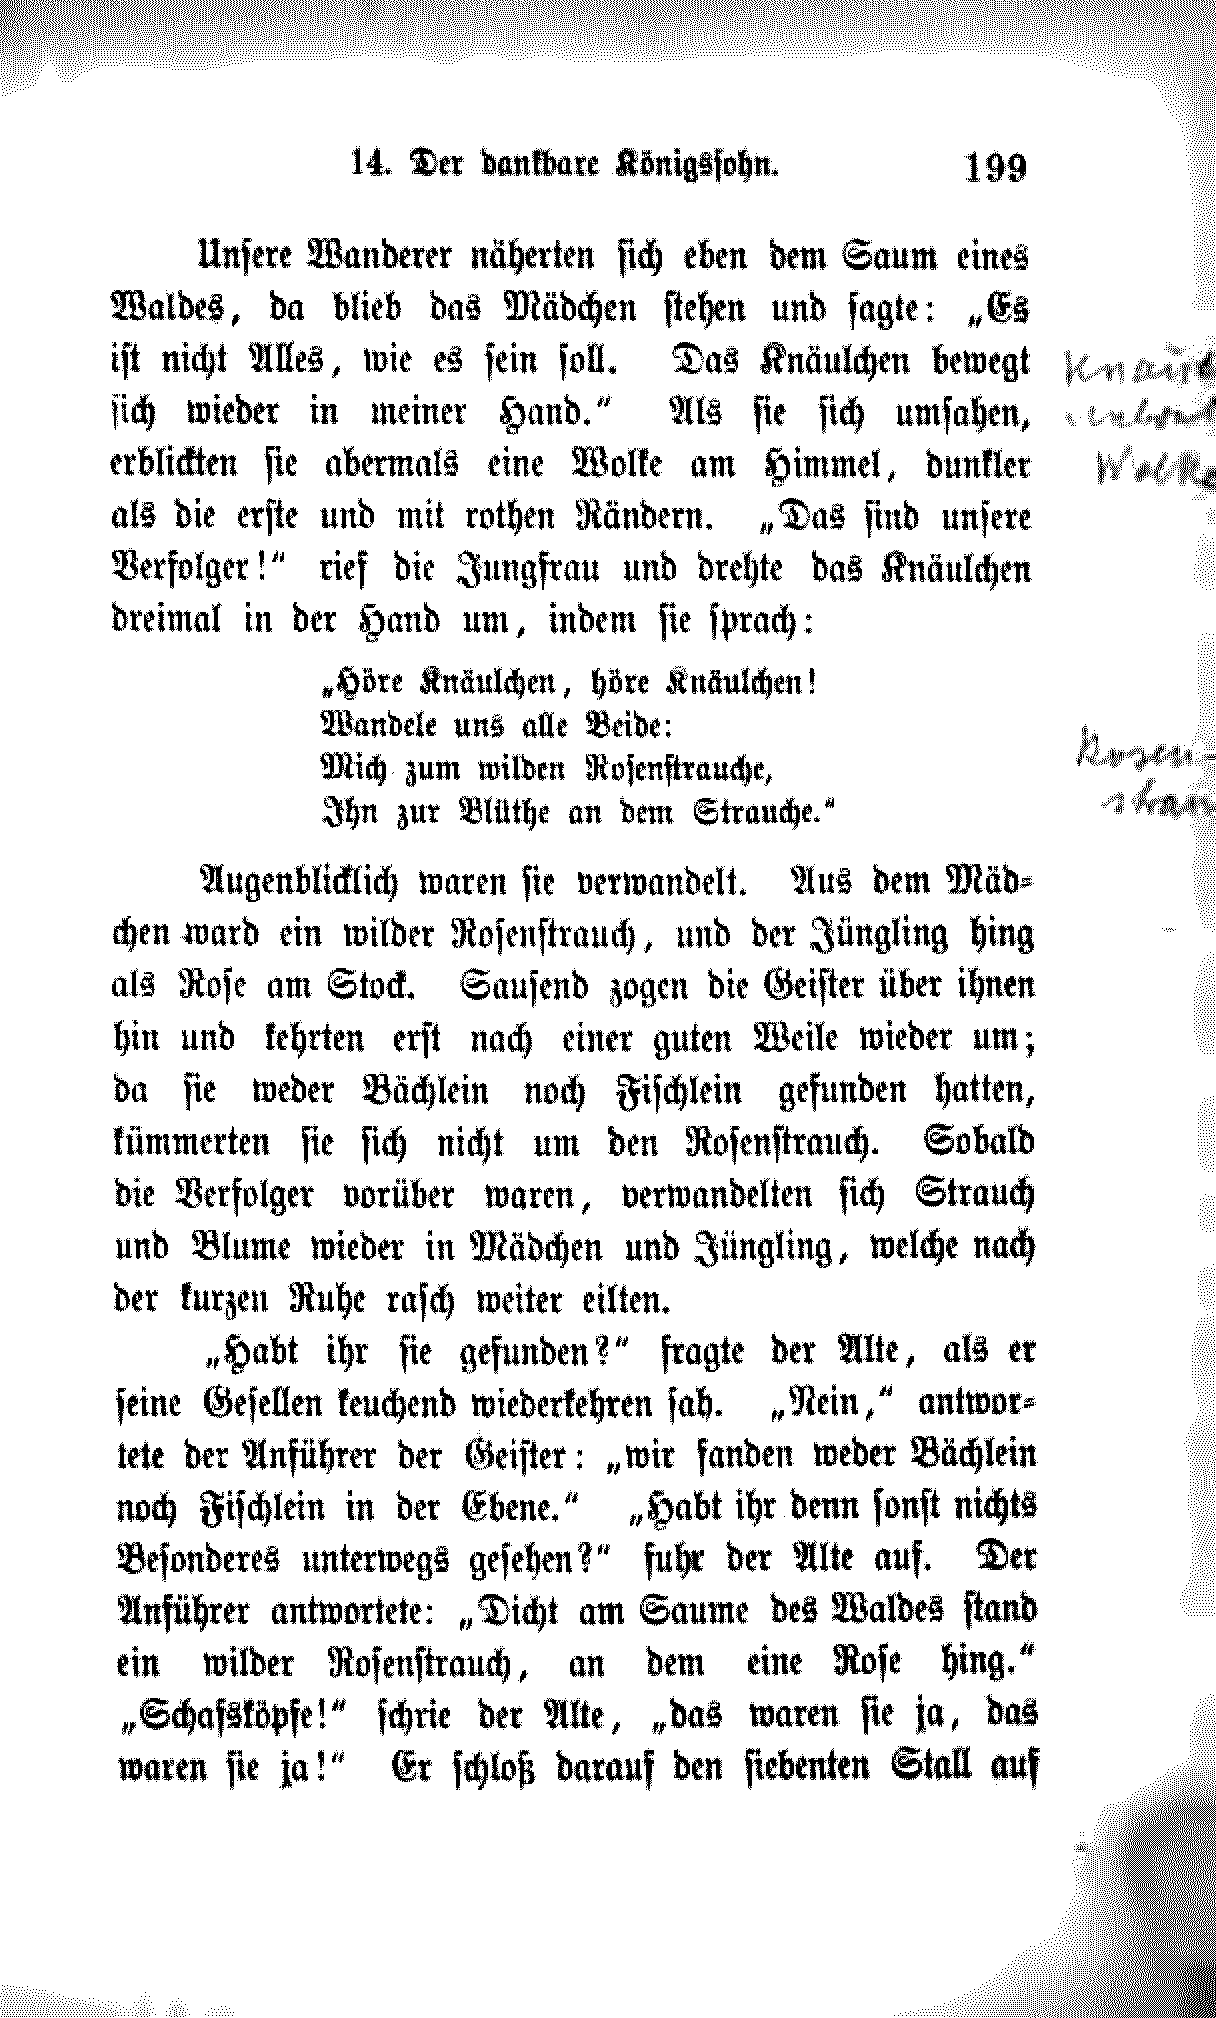 14. Der dankbare Königssohn. 199
Unsere Wanderer näherten sich eben dem Saum eines
Waldes, da blieb das Mädchen stehen und sagte: „Es
ist nicht Alles, wie es sein soll. Das Knäulchen bewegt
sich wieder in meiner Hand.“ Als sie sich umsahen,
erblickten sie abermals eine Wolke am Himmel, dunkler
als die erste und mit rothen Rändern. „Das sind unsere
Verfolger!“ rief die Jungfrau und drehte das Knäulchen
dreimal in der Hand um, indem sie sprach:
„Höre Knäulchen, höre Knäulchen!
Wandele uns alle Beide:
Mich zum wilden Rosenstrauche,
Ihn zur Blüthe an dem Strauche.“
Augenblicklich waren sie verwandelt. Aus dem Mäd-
chen ward ein wilder Rosenstrauch, und der Jüngling hing
als Rose am Stock. Sausend zogen die Geister über ihnen
hin und kehrten erst nach einer guten Weile wieder um;
da sie weder Bächlein noch Fischlein gefunden hatten,
kümmerten sie sich nicht um den Rosenstrauch. Sobald
die Verfolger vorüber waren, verwandelten sich Strauch
und Blume wieder in Mädchen und Jüngling, welche nach
der kurzen Ruhe rasch weiter eilten.
„Habt ihr sie gefunden?“ fragte der Alte, als er
seine Gesellen keuchend wiederkehren sah. „Nein,“ antwor-
tete der Anführer der Geister: „wir fanden weder Bächlein
noch Fischlein in der Ebene.“ „Habt ihr denn sonst nichts
Besonderes unterwegs gesehen?“ fuhr der Alte auf. Der
Anführer antwortete: „Dicht am Saume des Waldes stand
ein wilder Rosenstrauch, an dem eine Rose hing.“
„Schafsköpfe!“ schrie der Alte, „das waren sie ja, das
waren sie ja!“ Er schloß darauf den siebenten Stall auf
Wolke
Rosen-